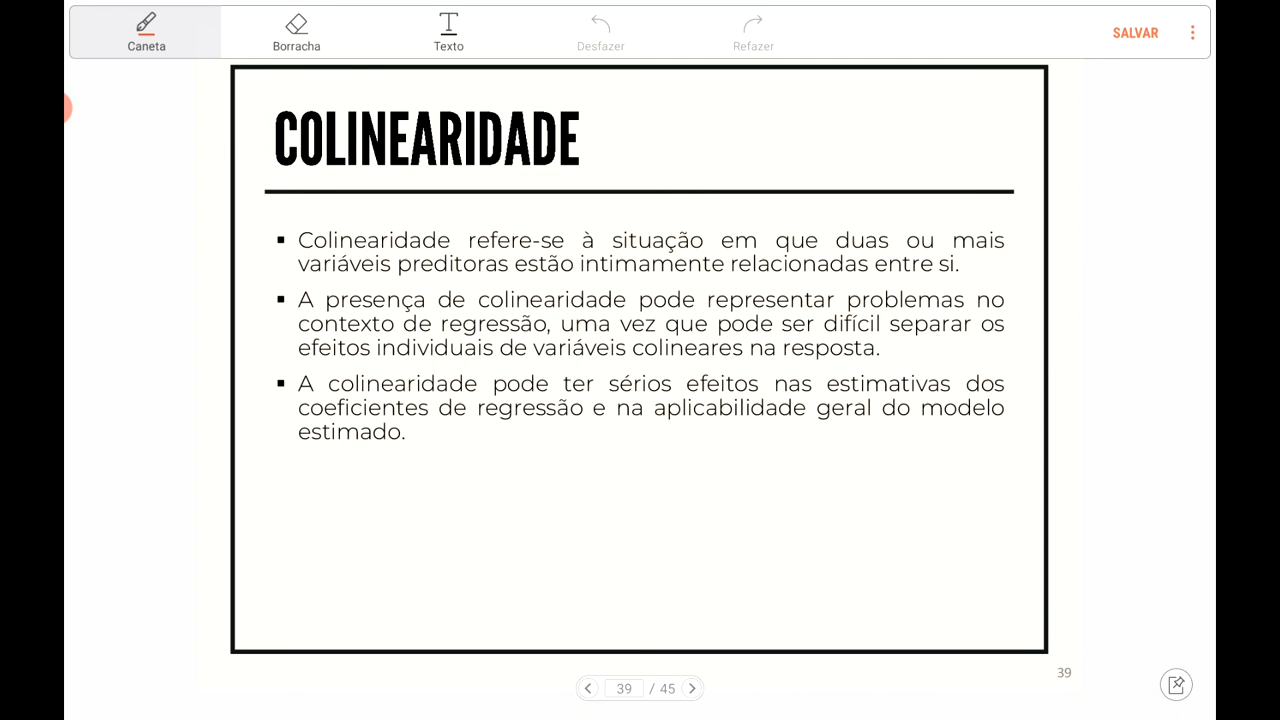 Caneta
Borracha
Texto
Desfazer
Refazer
SALVAR
COLINEARIDADE
▪ Colinearidade refere-se à situação em que duas ou mais
variáveis preditoras estão intimamente relacionadas entre si.
▪ A presença de colinearidade pode representar problemas no
contexto de regressão, uma vez que pode ser difícil separar os
efeitos individuais de variáveis colineares na resposta.
▪ A colinearidade pode ter sérios efeitos nas estimativas dos
coeficientes de regressão e na aplicabilidade geral do modelo
estimado.
39
39 / 45